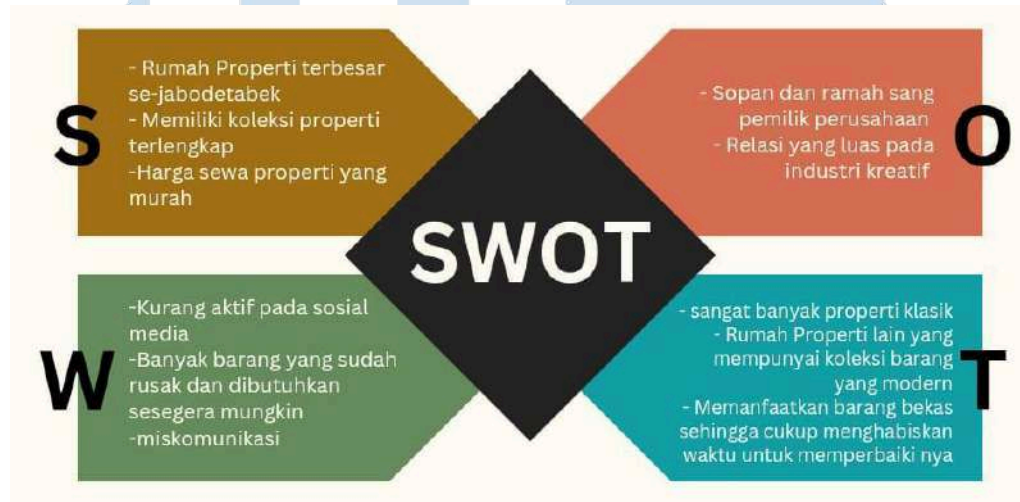 S
- Rumah Properti terbesar
se-jabodetabek
- Memiliki koleksi properti
terlengkap
-Harga sewa properti yang
murah
O
- Sopan dan ramah sang
pemilik perusahaan
- Relasi yang luas pada
industri kreatif
SWOT
W
-Kurang aktif pada sosial
media
-Banyak barang yang sudah
rusak dan dibutuhkan
sesegera mungkin
-miskomunikasi
T
- sangat banyak properti klasik
- Rumah Properti lain yang
mempunyai koleksi barang
yang modern
- Memanfaatkan barang bekas
sehingga cukup menghabiskan
waktu untuk memperbaiki nya